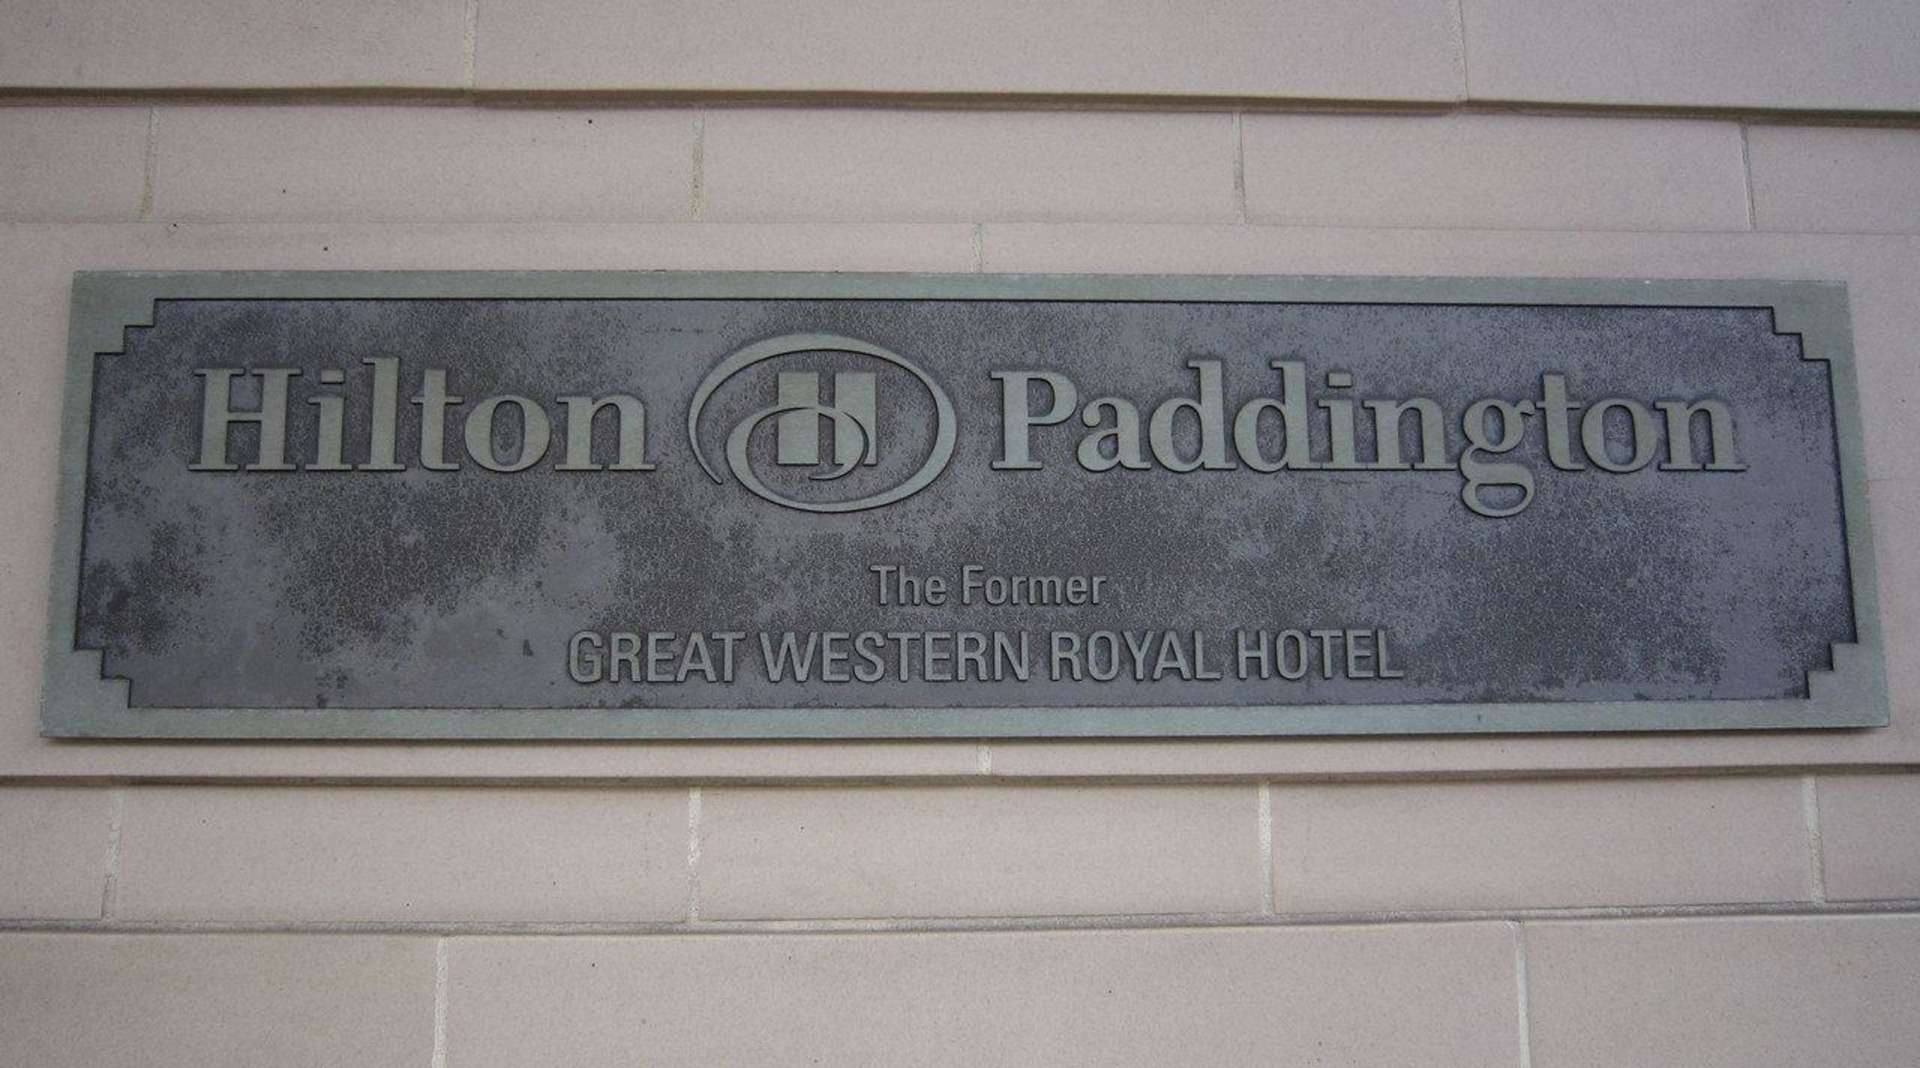 Hilton H Paddington
The Former
GREAT WESTERN ROYAL HOTEL